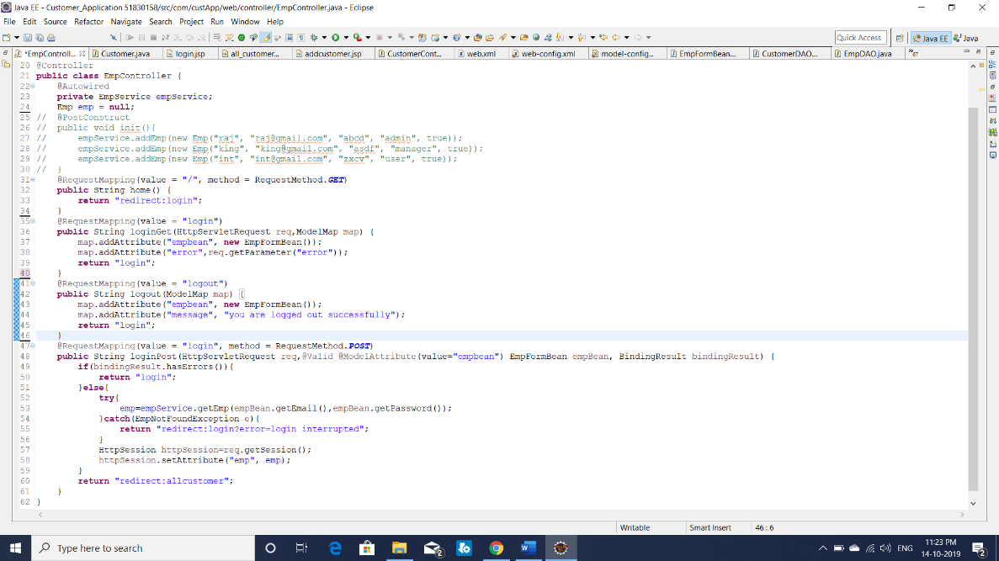 Java EE - Customer_Application 51830158/src/com/custApp/web/controller/EmpController.java - Eclipse
File Edit Source Refactor Navigate Search Project Run Window Help
Quick Access Java EE Java
*EmpControll... Customer.java login.jsp all_customer... addcustomer.jsp CustomerCont... web.xml web-config.xml model-config... EmpFormBean.... CustomerDAO.... EmpDAO.java »67
20 @Controller
21 public class EmpController {
22 @Autowired
23 private EmpService empService;
24 Emp emp = null;
25 // @PostConstruct
26 // public void init(){
27 // empService.addEmp(new Emp("raj", "raj@gmail.com", "abcd", "admin", true));
28 // empService.addEmp(new Emp("king", "king@gmail.com", "asdf", "manager", true));
29 // empService.addEmp(new Emp("int", "int@gmail.com", "zxcv", "user", true));
30 // }
31 @RequestMapping(value = "/", method = RequestMethod.GET)
32 public String home() {
33 return "redirect:login";
34 }
35 @RequestMapping(value = "login")
36 public String loginGet(HttpServletRequest req,ModelMap map) {
37 map.addAttribute("empbean", new EmpFormBean());
38 map.addAttribute("error",req.getParameter("error"));
39 return "login";
40 }
41 @RequestMapping(value = "logout")
42 public String logout(ModelMap map) {
43 map.addAttribute("empbean", new EmpFormBean());
44 map.addAttribute("message", "you are logged out successfully");
45 return "login";
46 }
47 @RequestMapping(value = "login", method = RequestMethod.POST)
48 public String loginPost(HttpServletRequest req,@Valid @ModelAttribute(value="empbean") EmpFormBean empBean, BindingResult bindingResult) {
49 if(bindingResult.hasErrors()){
50 return "login";
51 }else{
52 try{
53 emp=empService.getEmp(empBean.getEmail(),empBean.getPassword());
54 }catch(EmpNotFoundException e){
55 return "redirect:login?error=login interrupted";
56 }
57 HttpSession httpSession=req.getSession();
58 httpSession.setAttribute("emp", emp);
59 }
60 return "redirect:allcustomer";
61 }
62 }
Writable Smart Insert 46 : 6
Type here to search 2 ENG 11:23 PM 14-10-2019 2